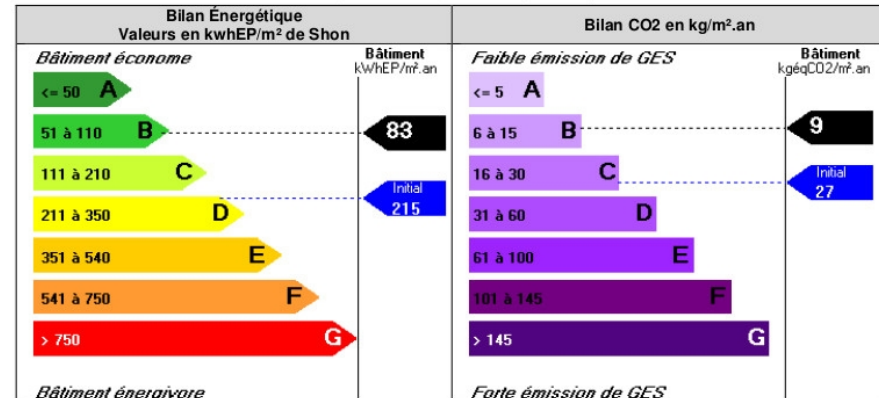 Bilan Énergétique
Valeurs en kwhEP/m² de Shon
Bâtiment économe
Bâtiment
kWhEP/m².an
<= 50 A
51 à 110 B
83
111 à 210 C
Initial
215
211 à 350 D
351 à 540 E
541 à 750 F
> 750 G
Bâtiment énergivore
Bilan CO2 en kg/m².an
Faible émission de GES
Bâtiment
kgéqCO2/m².an
<= 5 A
6 à 15 B
9
16 à 30 C
Initial
27
31 à 60 D
61 à 100 E
101 à 145 F
> 145 G
Forte émission de GES